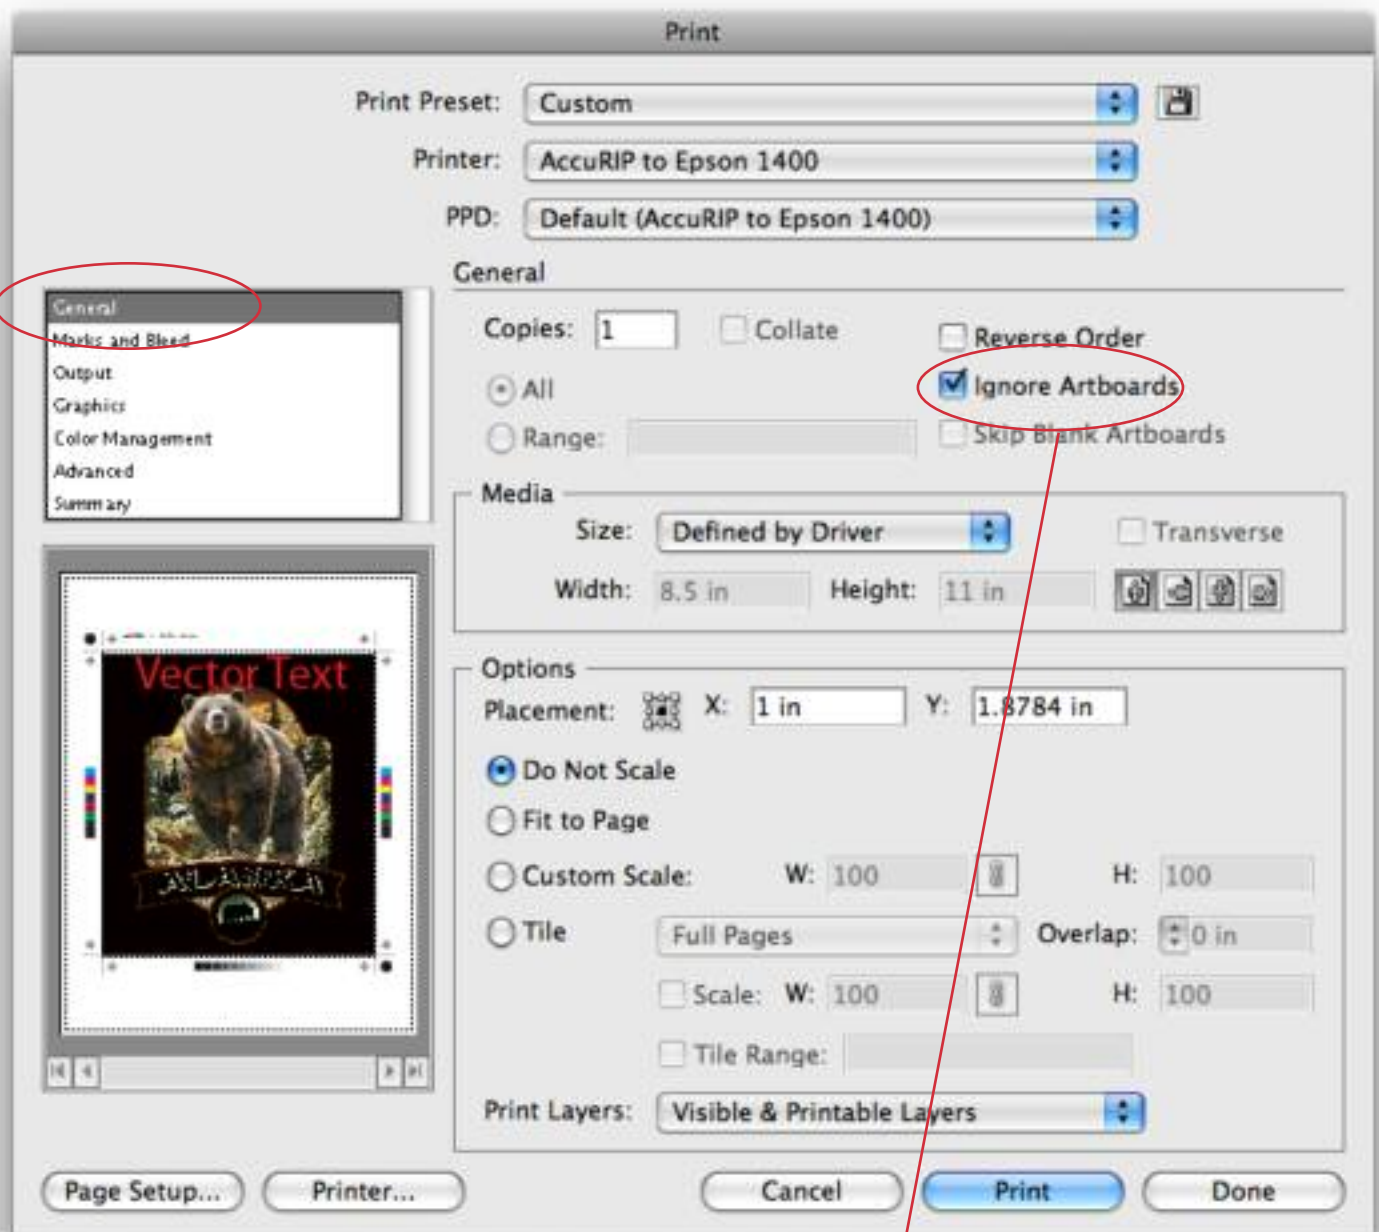 Print
Print Preset: Custom
Printer: AccuRIP to Epson 1400
PPD: Default (AccuRIP to Epson 1400)
General
General
Marks and Bleed
Output
Graphics
Color Management
Advanced
Summary
Copies: 1 Collate Reverse Order
All Ignore Artboards
Range: Skip Blank Artboards
Media
Size: Defined by Driver Transverse
Width: 8.5 in Height: 11 in
Vector Text
Options
Placement: X: 1 in Y: 1.8784 in
Do Not Scale
Fit to Page
Custom Scale: W: 100 H: 100
Tile Full Pages Overlap: 0 in
Scale: W: 100 H: 100
Tile Range:
Print Layers: Visible & Printable Layers
Page Setup... Printer... Cancel Print Done